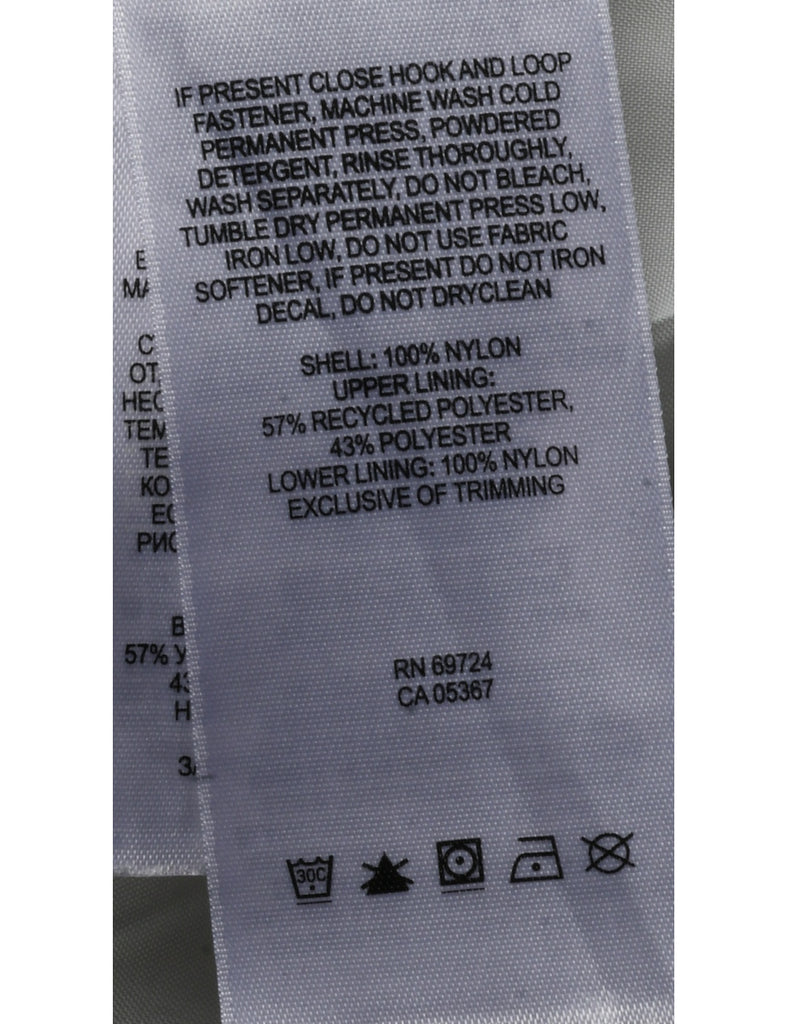 IF PRESENT CLOSE HOOK AND LOOP
FASTENER, MACHINE WASH COLD
PERMANENT PRESS, POWDERED
DETERGENT, RINSE THOROUGHLY,
WASH SEPARATELY, DO NOT BLEACH,
TUMBLE DRY PERMANENT PRESS LOW,
IRON LOW, DO NOT USE FABRIC
SOFTENER, IF PRESENT DO NOT IRON
DECAL, DO NOT DRYCLEAN
SHELL: 100% NYLON
UPPER LINING:
57% RECYCLED POLYESTER,
43% POLYESTER
LOWER LINING: 100% NYLON
EXCLUSIVE OF TRIMMING
RN 69724
CA 05367
30C
57%